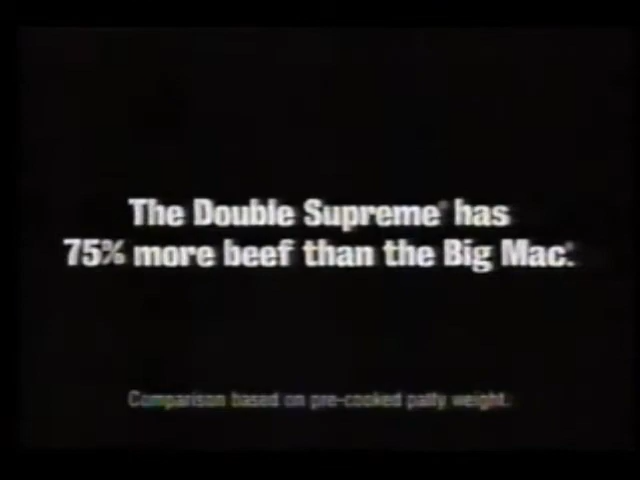 The Double Supreme® has
75% more beef than the Big Mac®.
Comparison based on pre-cooked patty weight.